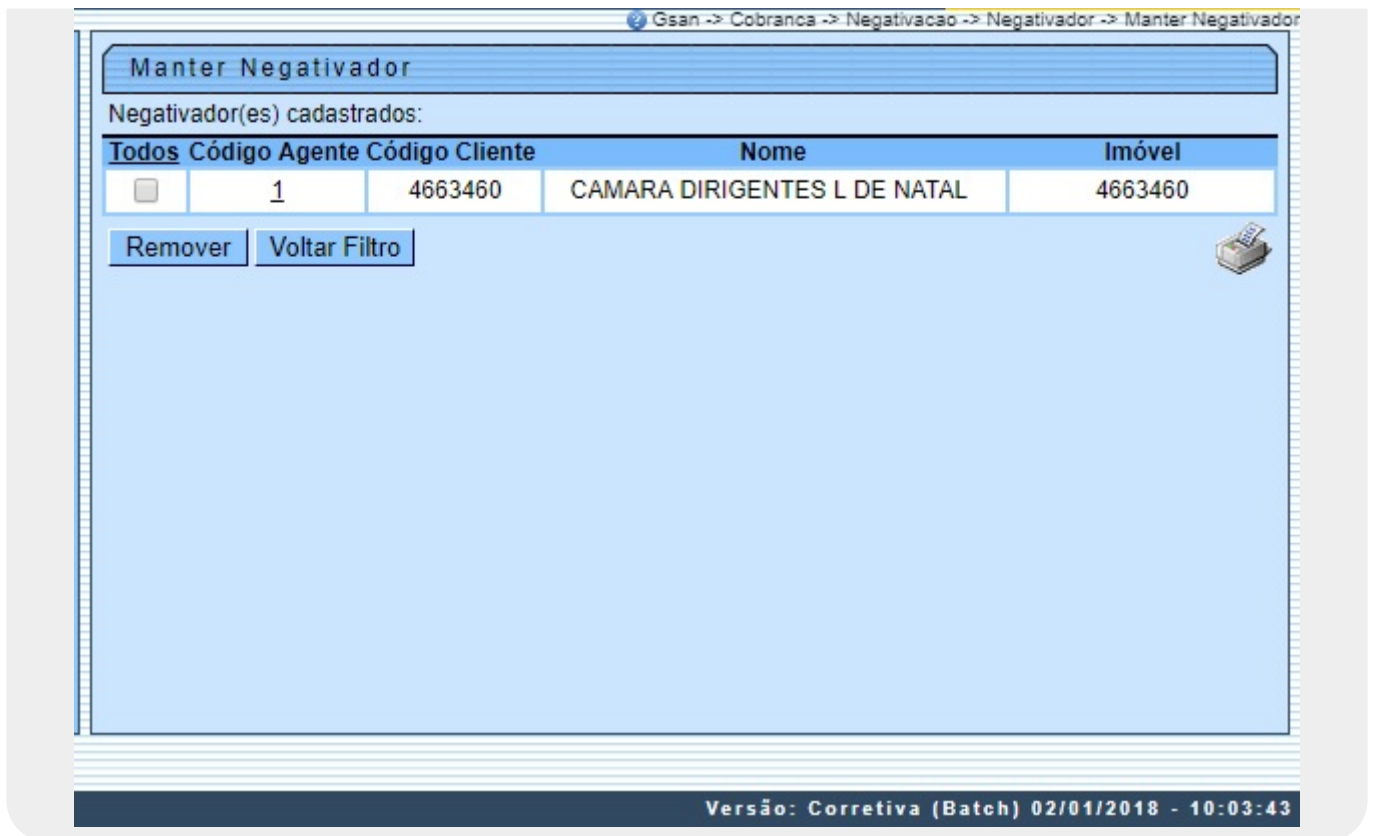 Gsan -> Cobranca -> Negativacao -> Negativador -> Manter Negativador
Manter Negativador
Negativador(es) cadastrados:
Todos Código Agente Código Cliente Nome Imóvel
1 4663460 CAMARA DIRIGENTES L DE NATAL 4663460
Remover Voltar Filtro
Versão: Corretiva (Batch) 02/01/2018 - 10:03:43